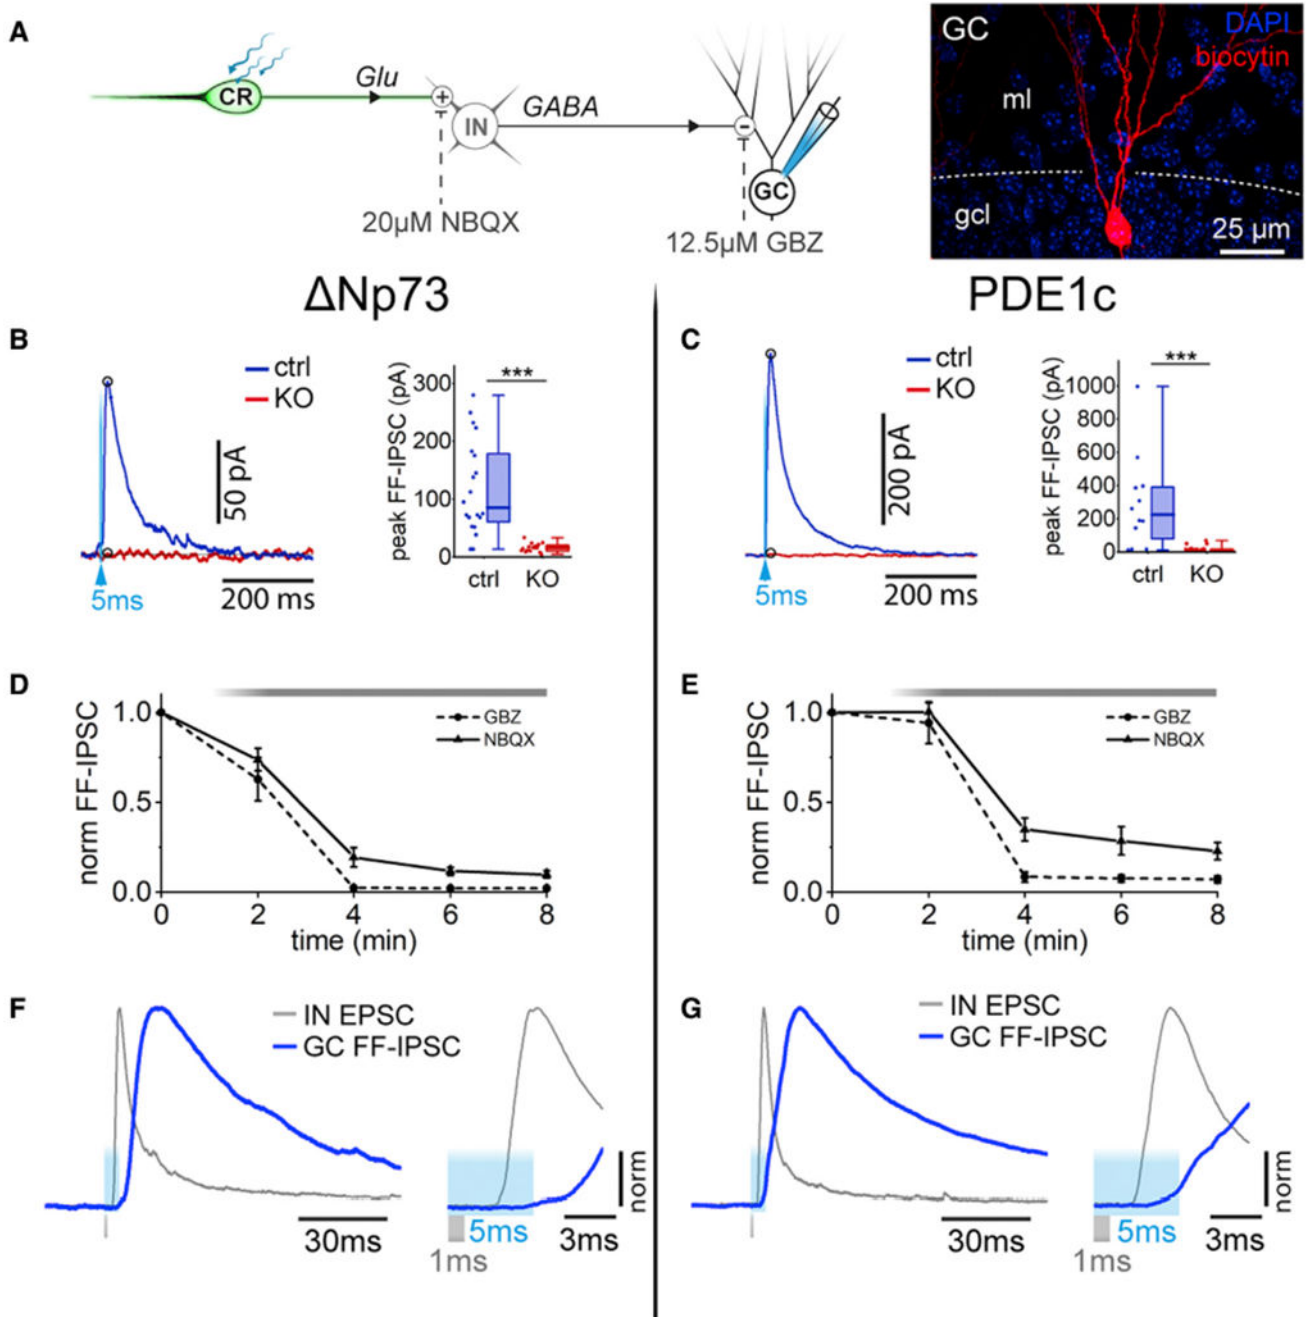 A
CR
Glu
+
IN
GABA
-
GC
20µM NBQX
12.5µM GBZ
GC
DAPI
biocytin
ml
gcl
25 µm
ΔNp73
PDE1c
B
ctrl
KO
50 pA
5ms
200 ms
peak FF-IPSC (pA)
300
200
100
0
***
ctrl
KO
C
ctrl
KO
200 pA
5ms
200 ms
peak FF-IPSC (pA)
1000
800
600
400
200
0
***
ctrl
KO
D
norm FF-IPSC
1.0
0.5
0.0
GBZ
NBQX
0 2 4 6 8
time (min)
E
norm FF-IPSC
1.0
0.5
0.0
GBZ
NBQX
0 2 4 6 8
time (min)
F
IN EPSC
GC FF-IPSC
30ms
5ms
1ms
3ms
norm
G
IN EPSC
GC FF-IPSC
30ms
5ms
1ms
3ms
norm